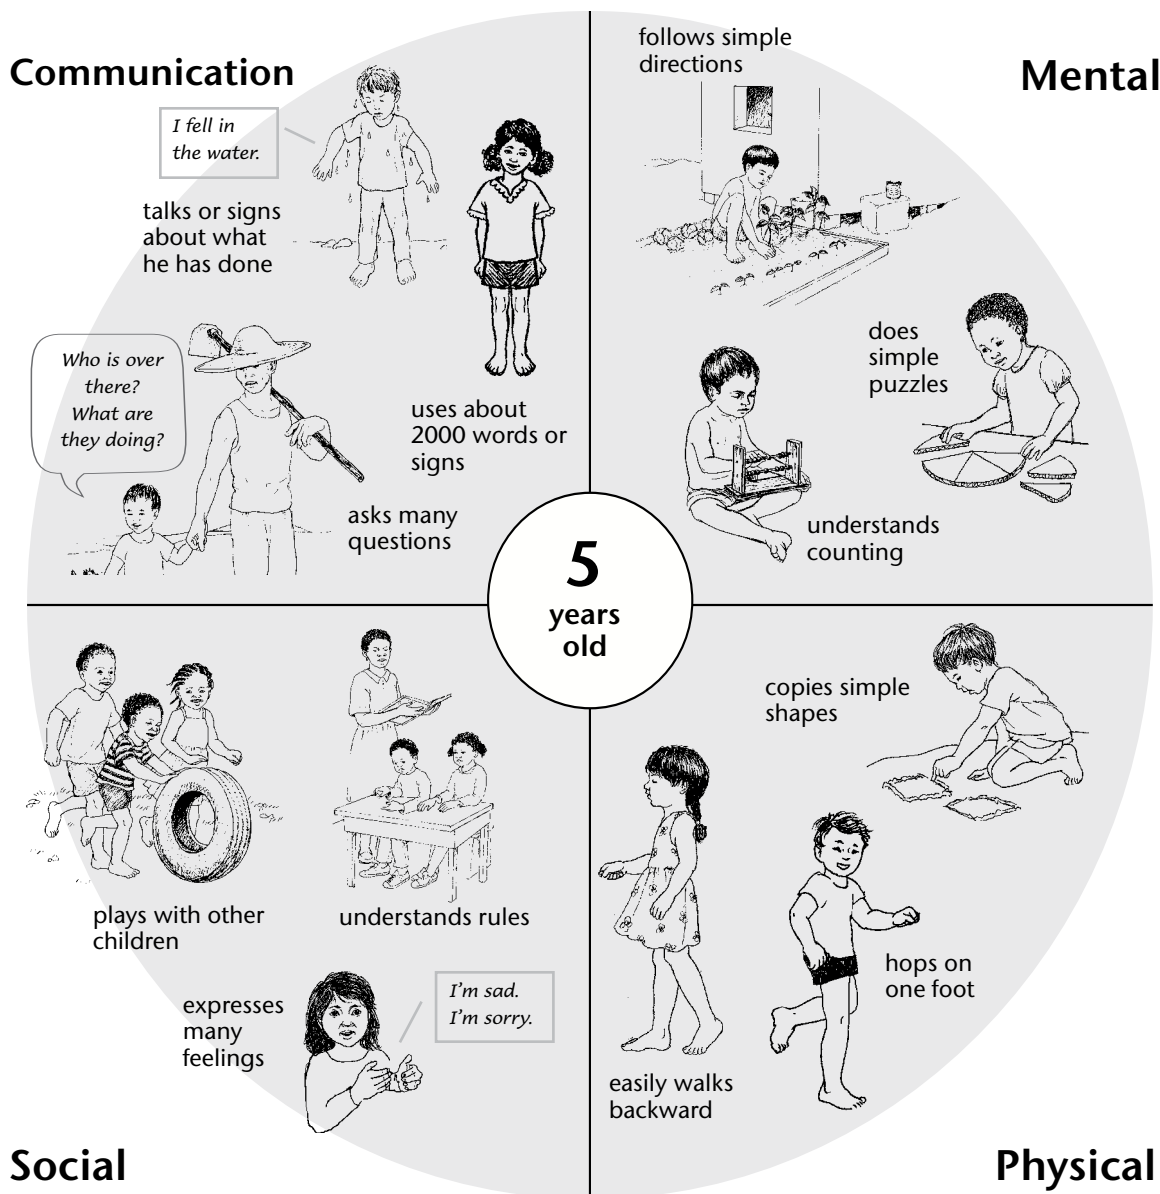 Communication
I fell in
the water.
talks or signs
about what
he has done
Who is over
there?
What are
they doing?
uses about
2000 words or
signs
asks many
questions
Mental
follows simple
directions
does
simple
puzzles
understands
counting
5
years
old
plays with other
children
understands rules
expresses
many
feelings
I'm sad.
I'm sorry.
Social
copies simple
shapes
hops on
one foot
easily walks
backward
Physical